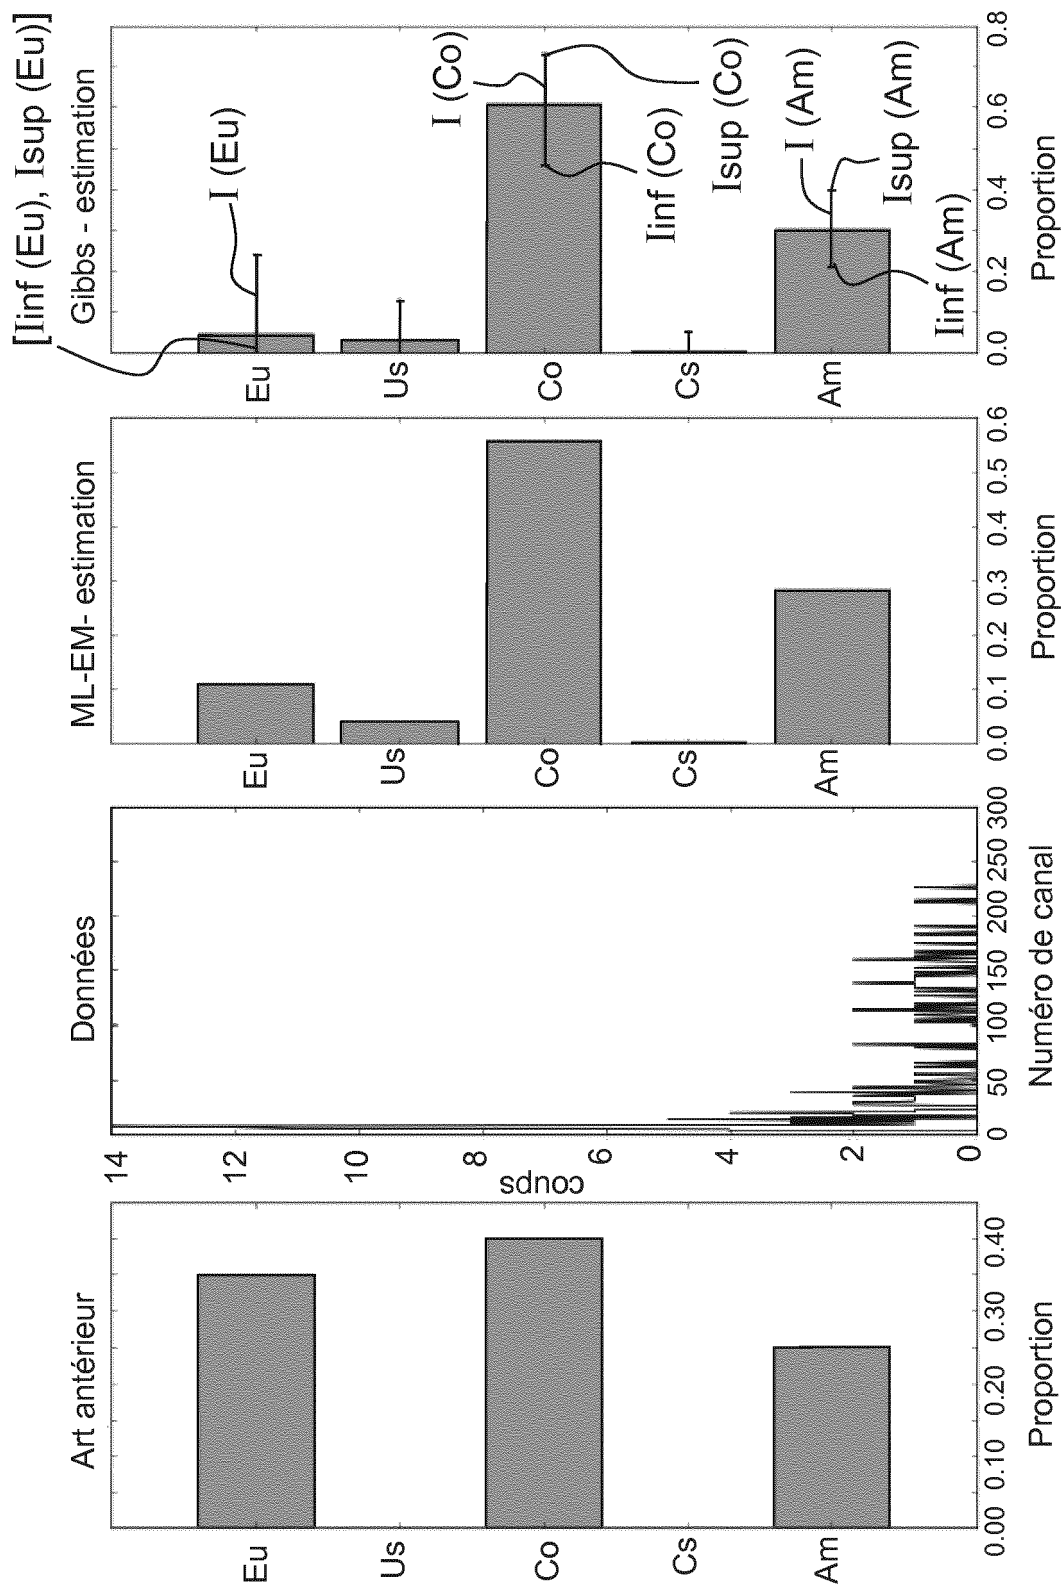 Art antérieur
Eu
Us
Co
Cs
Am
0.00 0.10 0.20 0.30 0.40
Proportion
Données
coups
14
12
10
8
6
4
2
0
0 50 100 150 200 250 300
Numéro de canal
ML-EM- estimation
Eu
Us
Co
Cs
Am
0.0 0.1 0.2 0.3 0.4 0.5 0.6
Proportion
[Iinf (Eu), Isup (Eu)]
Gibbs - estimation
I (Eu)
I (Co)
Iinf (Co)
Isup (Co)
I (Am)
Isup (Am)
Iinf (Am)
Eu
Us
Co
Cs
Am
0.0 0.2 0.4 0.6 0.8
Proportion